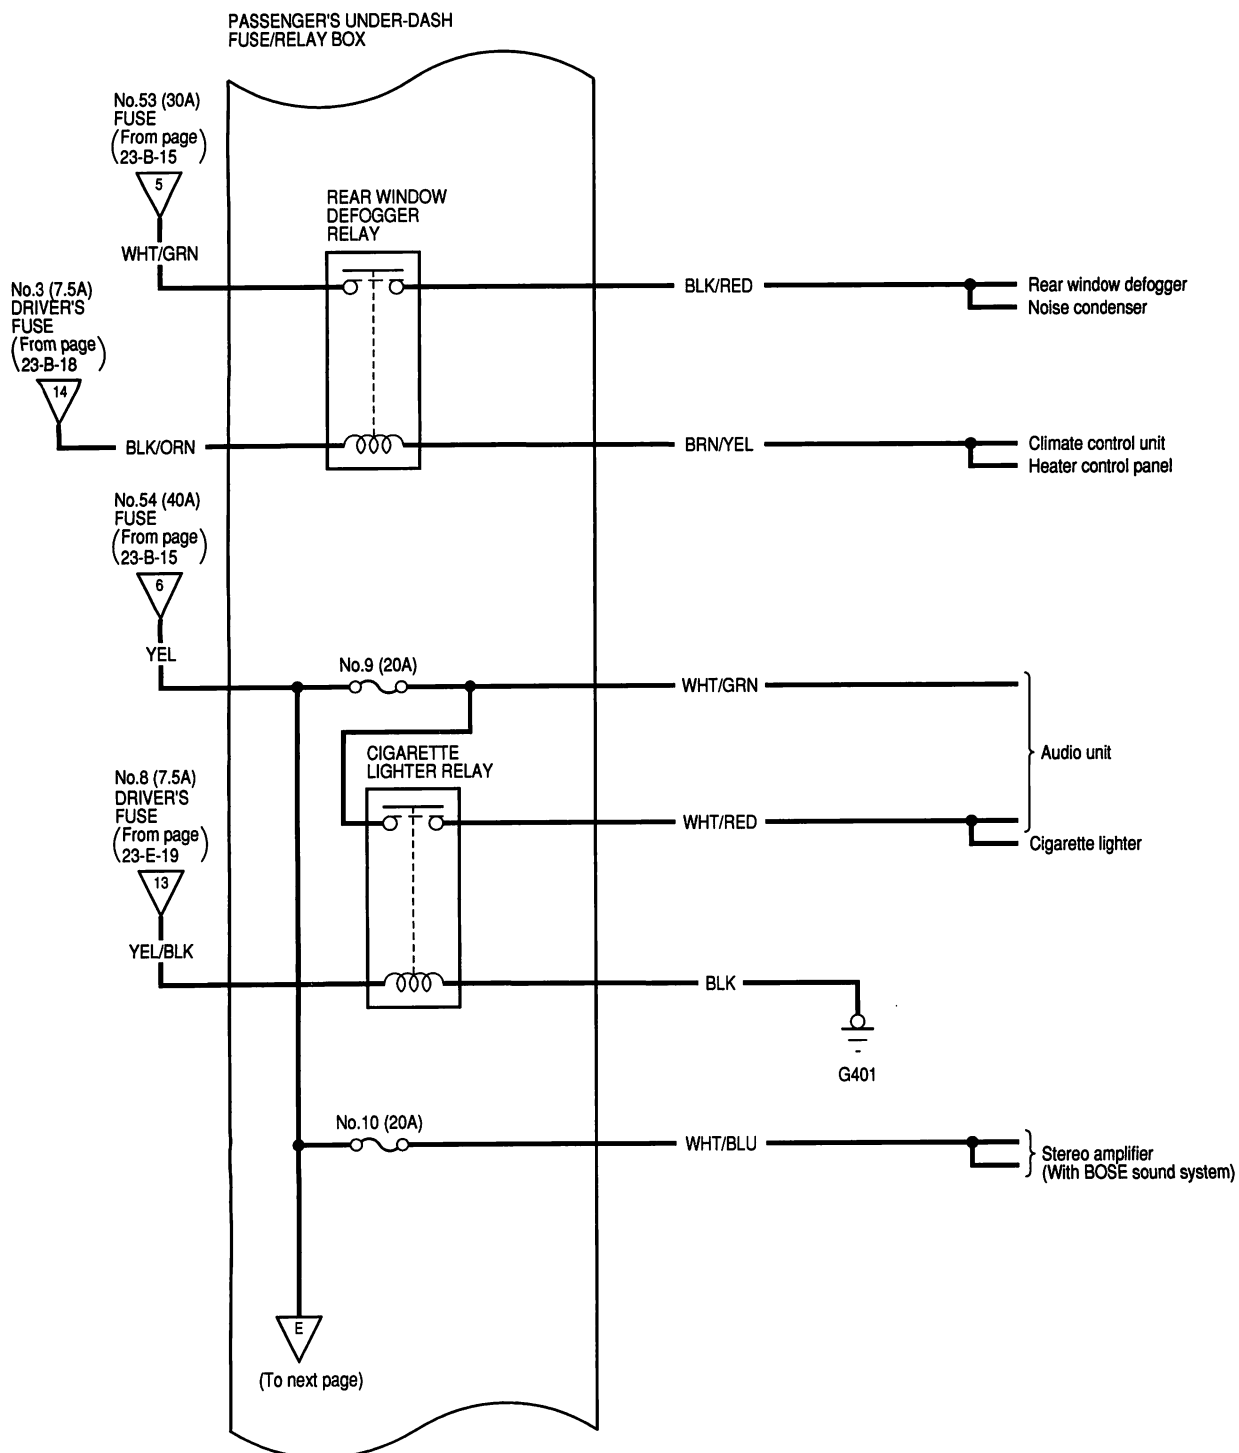 PASSENGER'S UNDER-DASH
FUSE/RELAY BOX
No.53 (30A)
FUSE
(From page)
23-B-15
5
WHT/GRN
REAR WINDOW
DEFOGGER
RELAY
BLK/RED
Rear window defogger
Noise condenser
No.3 (7.5A)
DRIVER'S
FUSE
(From page)
23-B-18
14
BLK/ORN
BRN/YEL
Climate control unit
Heater control panel
No.54 (40A)
FUSE
(From page)
23-B-15
6
YEL
No.9 (20A)
WHT/GRN
Audio unit
CIGARETTE
LIGHTER RELAY
WHT/RED
Cigarette lighter
No.8 (7.5A)
DRIVER'S
FUSE
(From page)
23-E-19
13
YEL/BLK
BLK
G401
No.10 (20A)
WHT/BLU
Stereo amplifier
(With BOSE sound system)
E
(To next page)